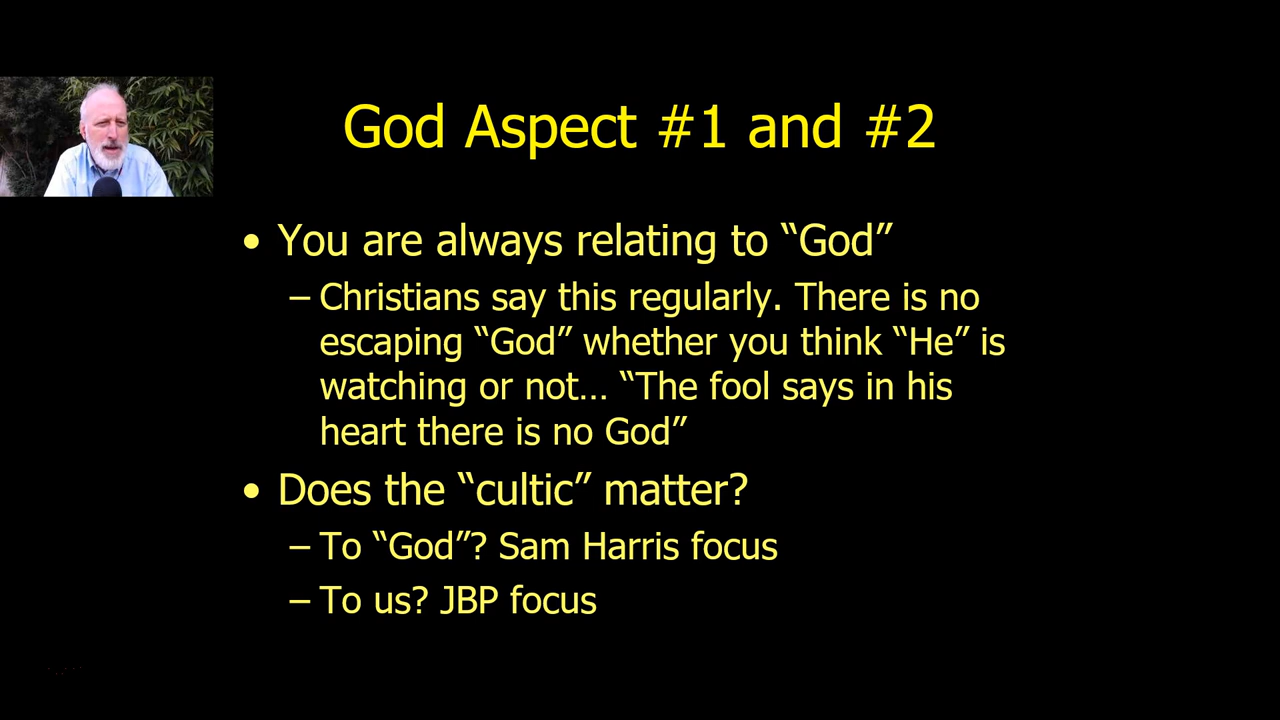 God Aspect #1 and #2
• You are always relating to “God”
– Christians say this regularly. There is no
escaping “God” whether you think “He” is
watching or not… “The fool says in his
heart there is no God”
• Does the “cultic” matter?
– To “God”? Sam Harris focus
– To us? JBP focus